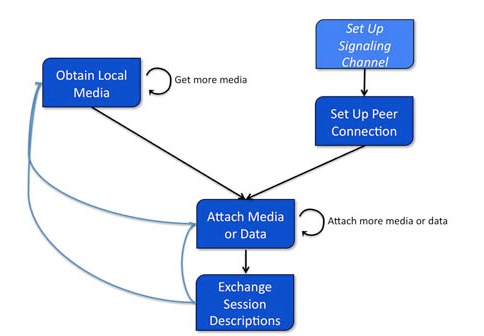 Set Up
Signaling
Channel
Obtain Local
Media
Get more media
Set Up Peer
Connection
Attach Media
or Data
Attach more media or data
Exchange
Session
Descriptions